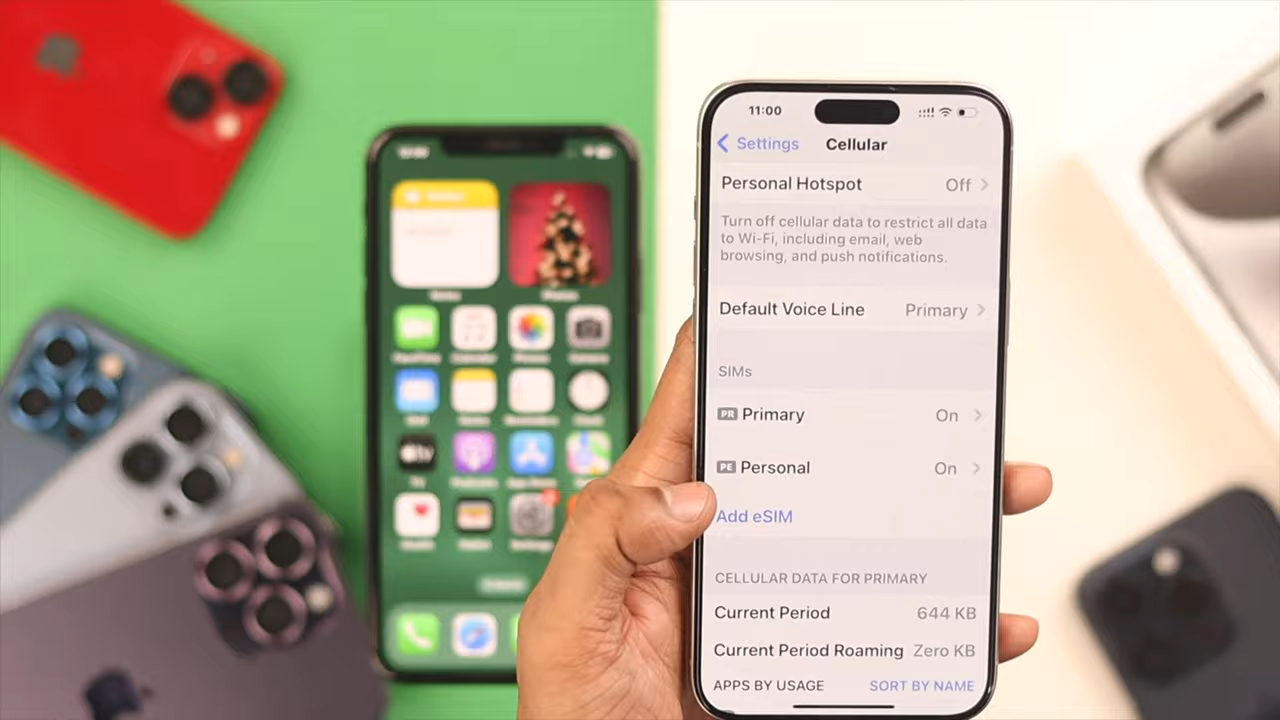 11:00
Settings
Cellular
Personal Hotspot Off
Turn off cellular data to restrict all data
to Wi-Fi, including email, web
browsing, and push notifications.
Default Voice Line Primary
SIMs
PR Primary On
PE Personal On
Add eSIM
CELLULAR DATA FOR PRIMARY
Current Period 644 KB
Current Period Roaming Zero KB
APPS BY USAGE SORT BY NAME